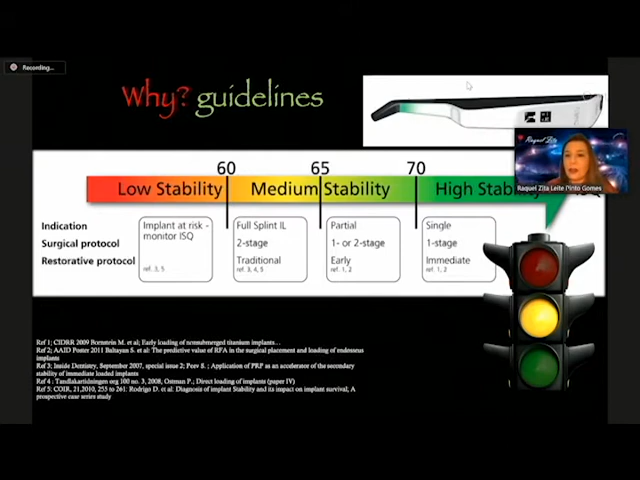 Recording...
Why? guidelines
Raquel Zita
Raquel Zita Leite Pinto Gomes
60 65 70
Low Stability Medium Stability High Stability
Indication
Surgical protocol
Restorative protocol
Implant at risk -
monitor ISQ
ref. 3, 5
Full Splint IL
2-stage
Traditional
ref. 3, 4, 5
Partial
1- or 2-stage
Early
ref. 1, 2
Single
1-stage
Immediate
ref. 1, 2
Ref 1; CIDRR 2009 Bornstein M. et al; Early loading of nonsubmerged titanium implants...
Ref 2; AAID Poster 2011 Baltayan S. et al: The predictive value of RFA in the surgical placement and loading of endosseus
implants
Ref 3; Inside Dentistry, September 2007, special issue 2; Peev S. ; Application of PRP as an accelerator of the secondary
stability of immediate loaded implants
Ref 4 : Tandlakartidningen org 100 no. 3, 2008, Ostman P.; Direct loading of implants (paper IV)
Ref 5: COIR, 21,2010, 255 to 261: Rodrigo D. et al: Diagnosis of implant Stability and its impact on implant survival, A
prospective case series study